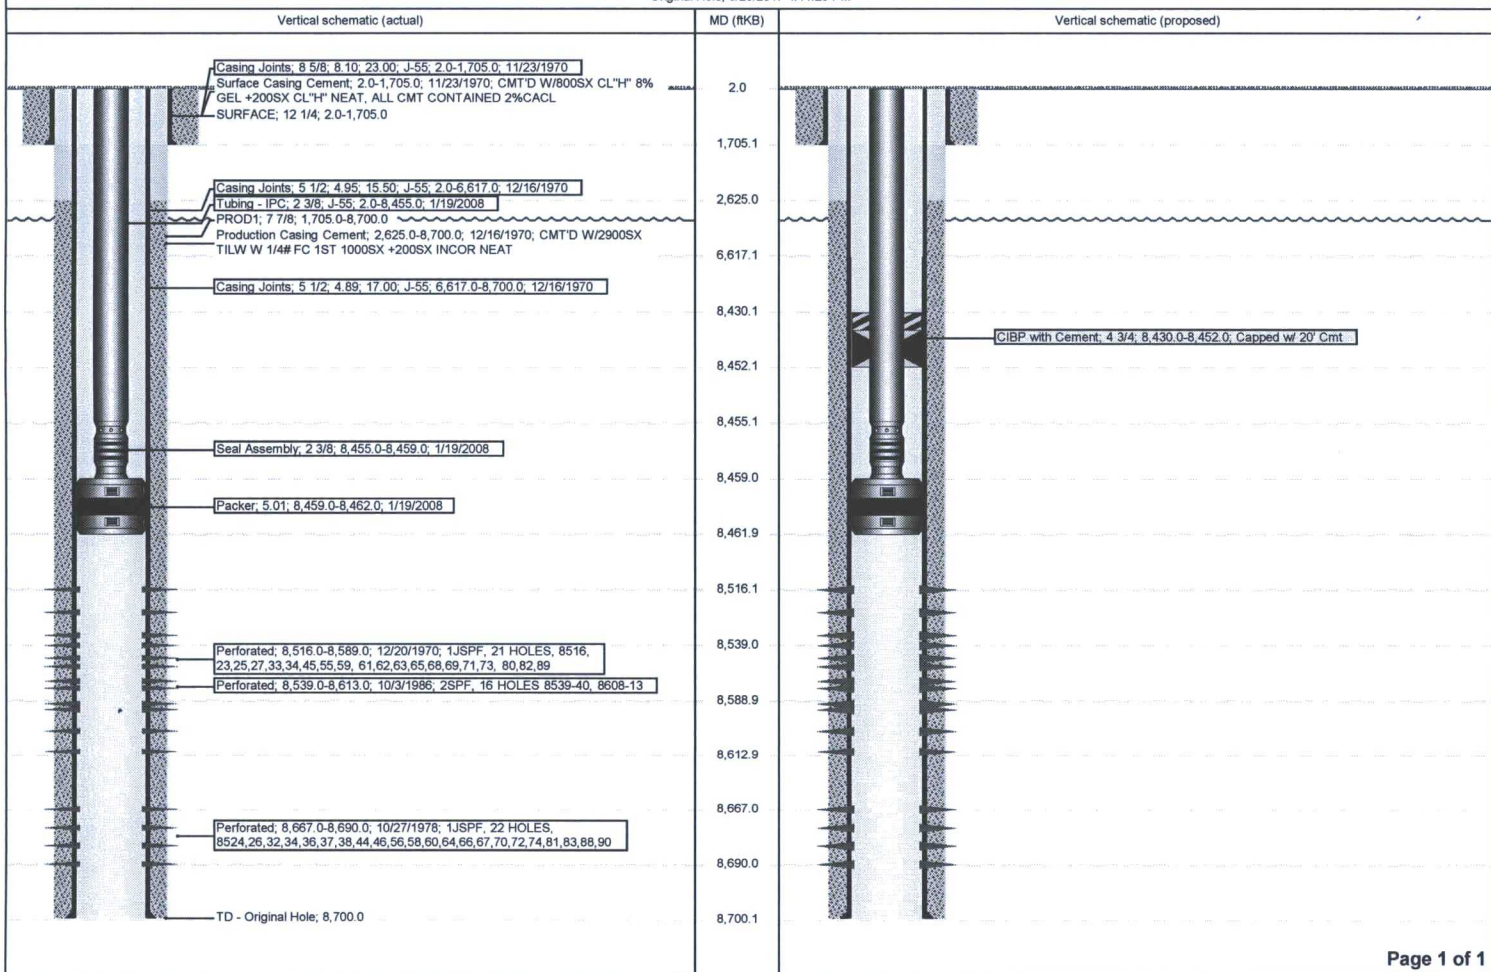 Vertical schematic (actual)
MD (ftKB)
Vertical schematic (proposed)
Casing Joints; 8 5/8; 8.10; 23.00; J-55; 2.0-1,705.0; 11/23/1970
Surface Casing Cement; 2.0-1,705.0; 11/23/1970; CMT'D W/800SX CL"H" 8%
GEL +200SX CL"H" NEAT, ALL CMT CONTAINED 2%CACL
SURFACE; 12 1/4; 2.0-1,705.0
Casing Joints; 5 1/2; 4.95; 15.50; J-55; 2.0-6,617.0; 12/16/1970
Tubing - IPC; 2 3/8; J-55; 2.0-8,455.0; 1/19/2008
PROD1; 7 7/8; 1,705.0-8,700.0
Production Casing Cement; 2,625.0-8,700.0; 12/16/1970; CMT'D W/2900SX
TILW W 1/4# FC 1ST 1000SX +200SX INCOR NEAT
Casing Joints; 5 1/2; 4.89; 17.00; J-55; 6,617.0-8,700.0; 12/16/1970
Seal Assembly; 2 3/8; 8,455.0-8,459.0; 1/19/2008
Packer; 5.01; 8,459.0-8,462.0; 1/19/2008
Perforated; 8,516.0-8,589.0; 12/20/1970; 1JSPF, 21 HOLES, 8516,
23,25,27,33,34,45,55,59, 61,62,63,65,68,69,71,73, 80,82,89
Perforated; 8,539.0-8,613.0; 10/3/1986; 2SPF, 16 HOLES 8539-40, 8608-13
Perforated; 8,667.0-8,690.0; 10/27/1978; 1JSPF, 22 HOLES,
8524,26,32,34,36,37,38,44,46,56,58,60,64,66,67,70,72,74,81,83,88,90
TD - Original Hole; 8,700.0
2.0
1,705.1
2,625.0
6,617.1
8,430.1
8,452.1
8,455.1
8,459.0
8,461.9
8,516.1
8,539.0
8,588.9
8,612.9
8,667.0
8,690.0
8,700.1
CIBP with Cement; 4 3/4; 8,430.0-8,452.0; Capped w/ 20' Cmt
Page 1 of 1